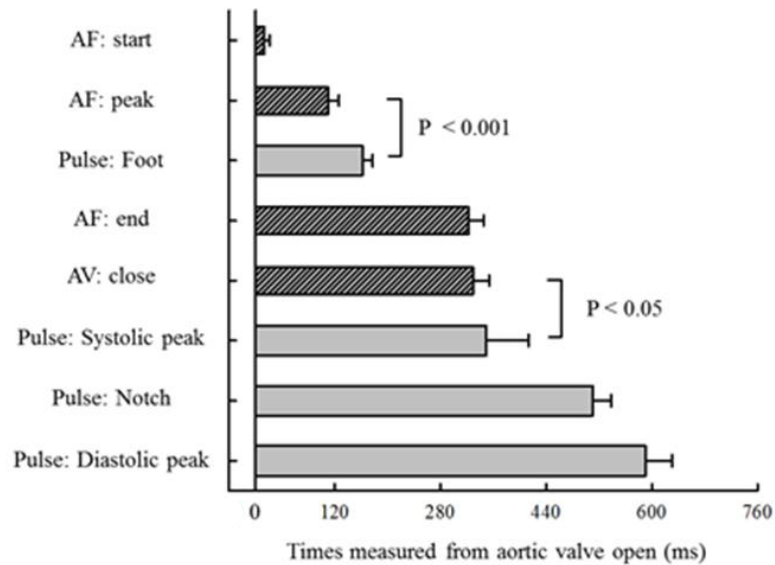 AF: start
AF: peak
P < 0.001
Pulse: Foot
AF: end
AV: close
P < 0.05
Pulse: Systolic peak
Pulse: Notch
Pulse: Diastolic peak
0 120 280 440 600 760
Times measured from aortic valve open (ms)